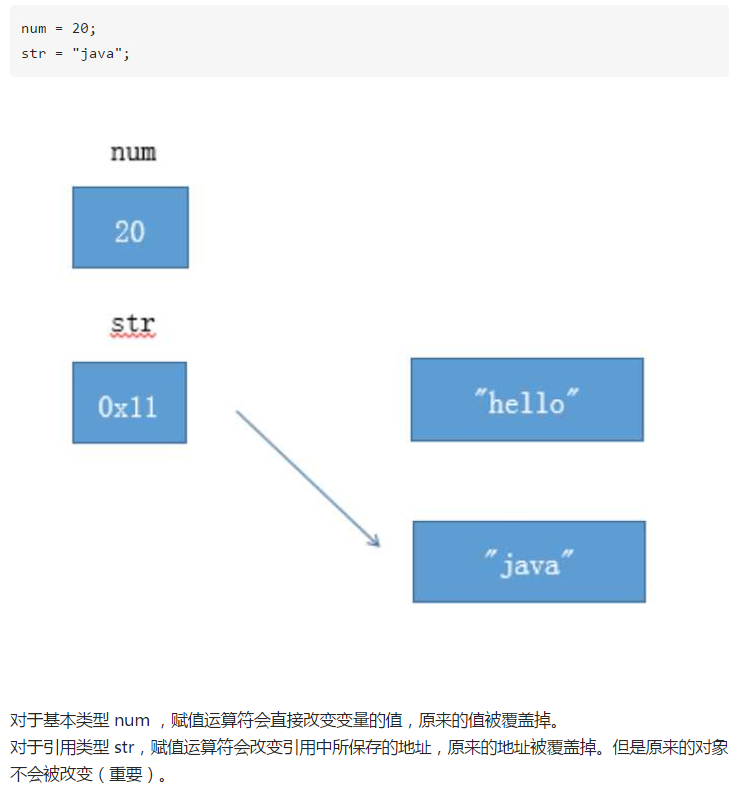 num = 20;
str = "java";
num
20
str
0x11
"hello"
"java"
对于基本类型 num ，赋值运算符会直接改变变量的值，原来的值被覆盖掉。
对于引用类型 str，赋值运算符会改变引用中所保存的地址，原来的地址被覆盖掉。但是原来的对象
不会被改变（重要）。